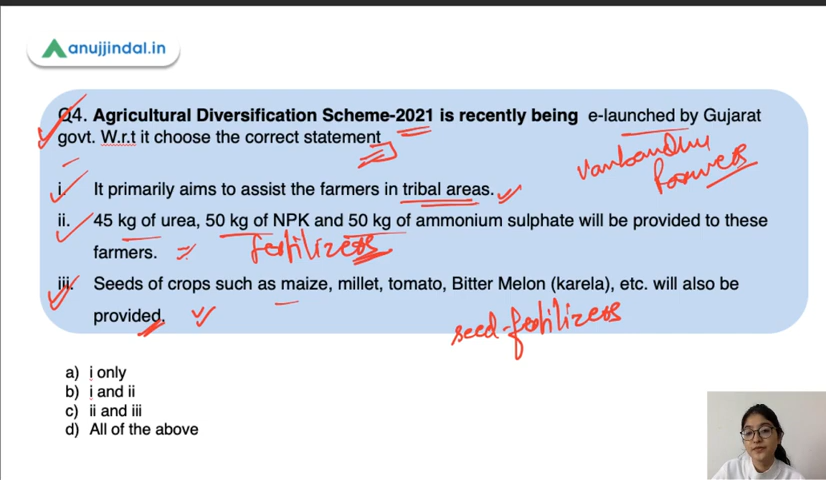 anujjindal.in
Q4. Agricultural Diversification Scheme-2021 is recently being e-launched by Gujarat
govt. W.r.t it choose the correct statement
vanbandhu
farmers
i. It primarily aims to assist the farmers in tribal areas.
ii. 45 kg of urea, 50 kg of NPK and 50 kg of ammonium sulphate will be provided to these
farmers.
fertilizers
iii. Seeds of crops such as maize, millet, tomato, Bitter Melon (karela), etc. will also be
provided.
seed-fertilizers
a) i only
b) i and ii
c) ii and iii
d) All of the above